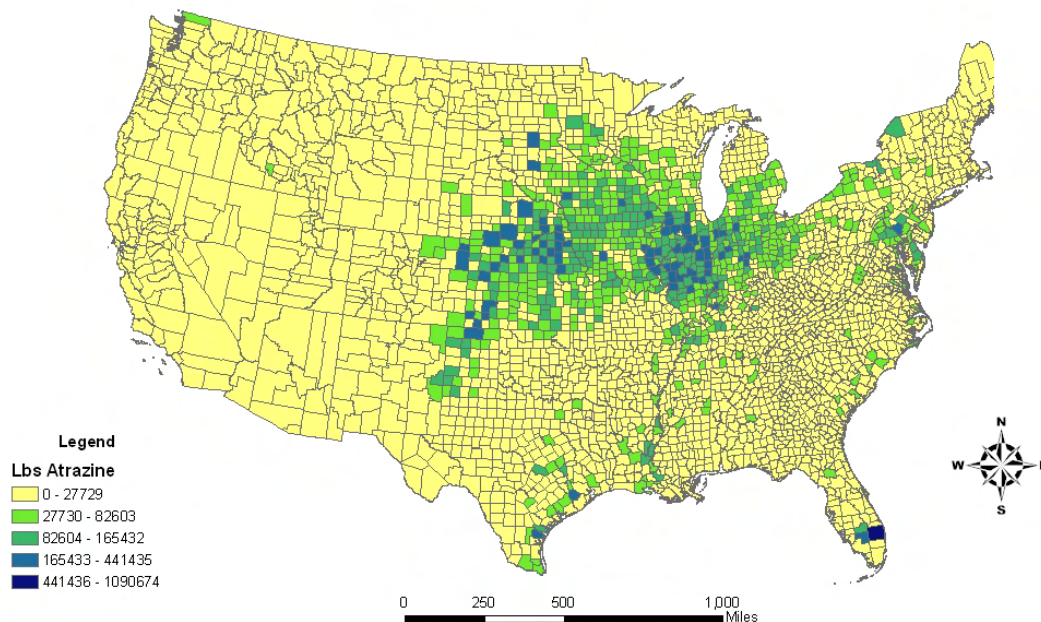 Legend
Lbs Atrazine
0 - 27729
27730 - 82603
82604 - 165432
165433 - 441435
441436 - 1090674
N
W E
S
0 250 500 1,000
Miles